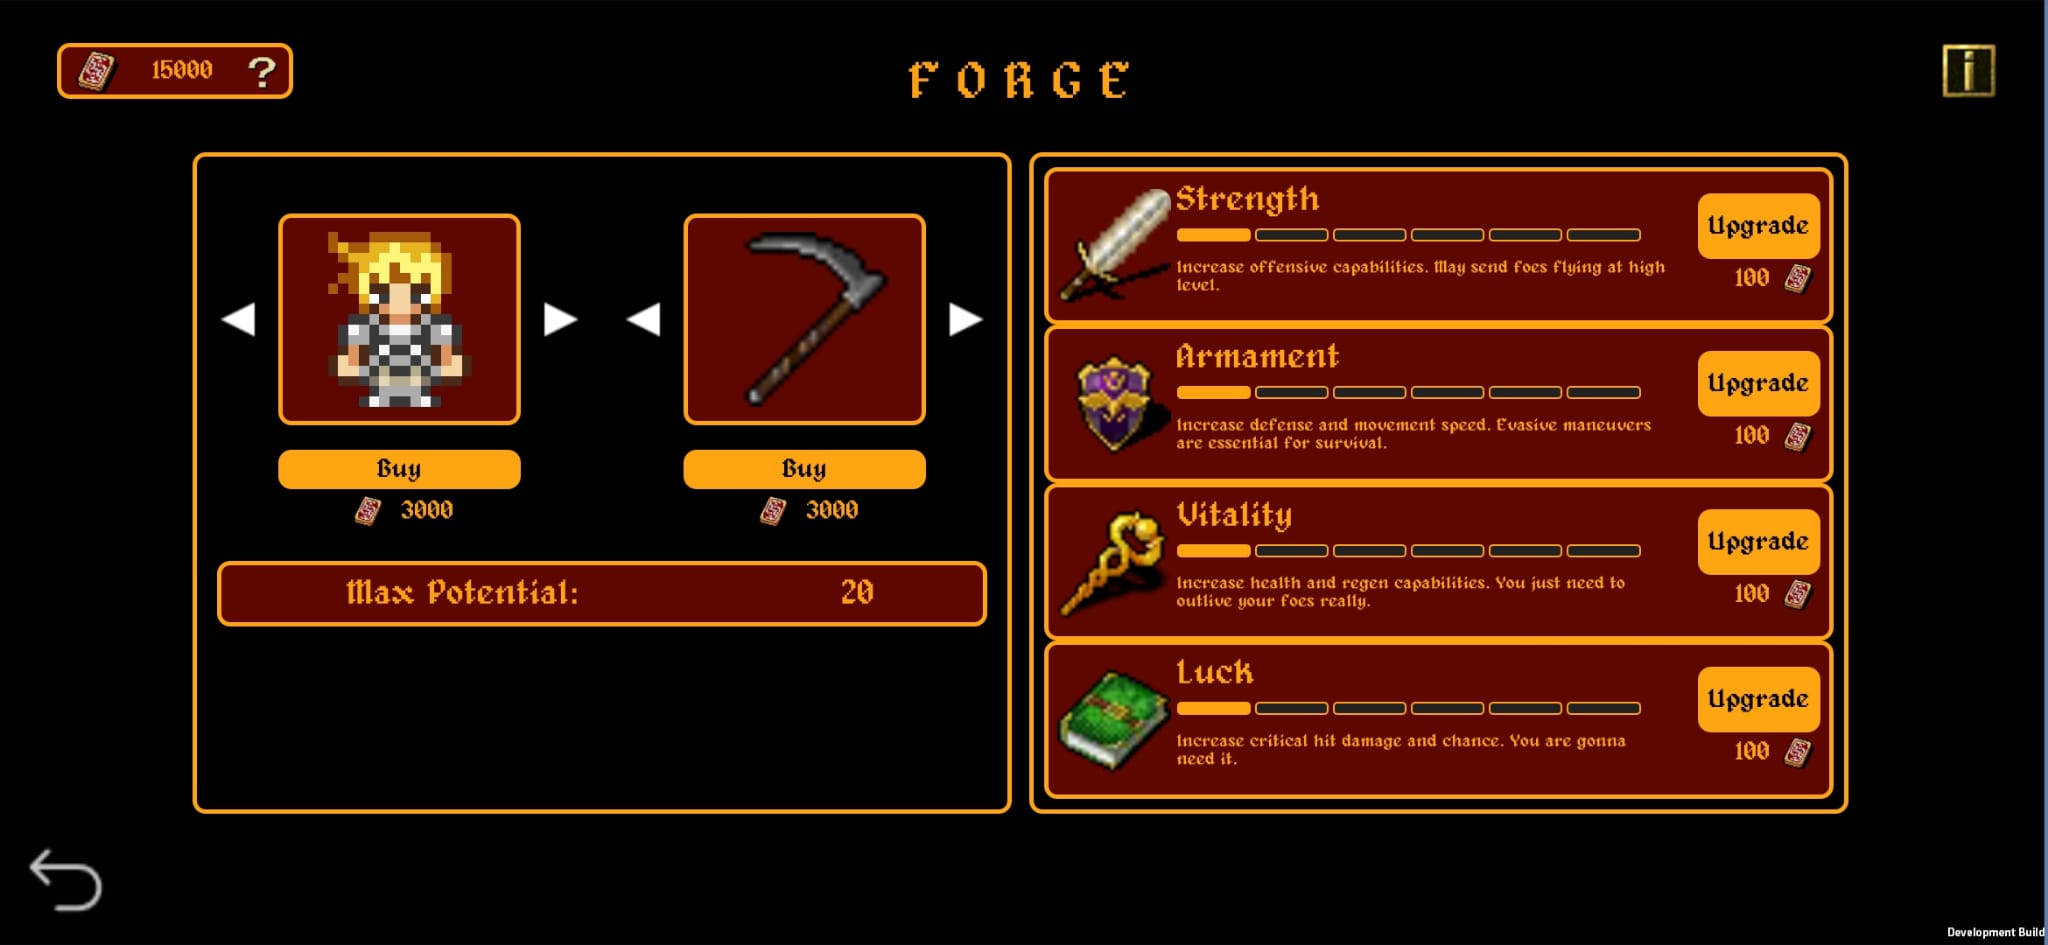 15000 ?
FORGE
i
Buy
3000
Buy
3000
Max Potential: 20
Strength
Increase offensive capabilities. May send foes flying at high
level.
Upgrade
100
Armament
Increase defense and movement speed. Evasive maneuvers
are essential for survival.
Upgrade
100
Vitality
Increase health and regen capabilities. You just need to
outlive your foes really.
Upgrade
100
Luck
Increase critical hit damage and chance. You are gonna
need it.
Upgrade
100
Development Build